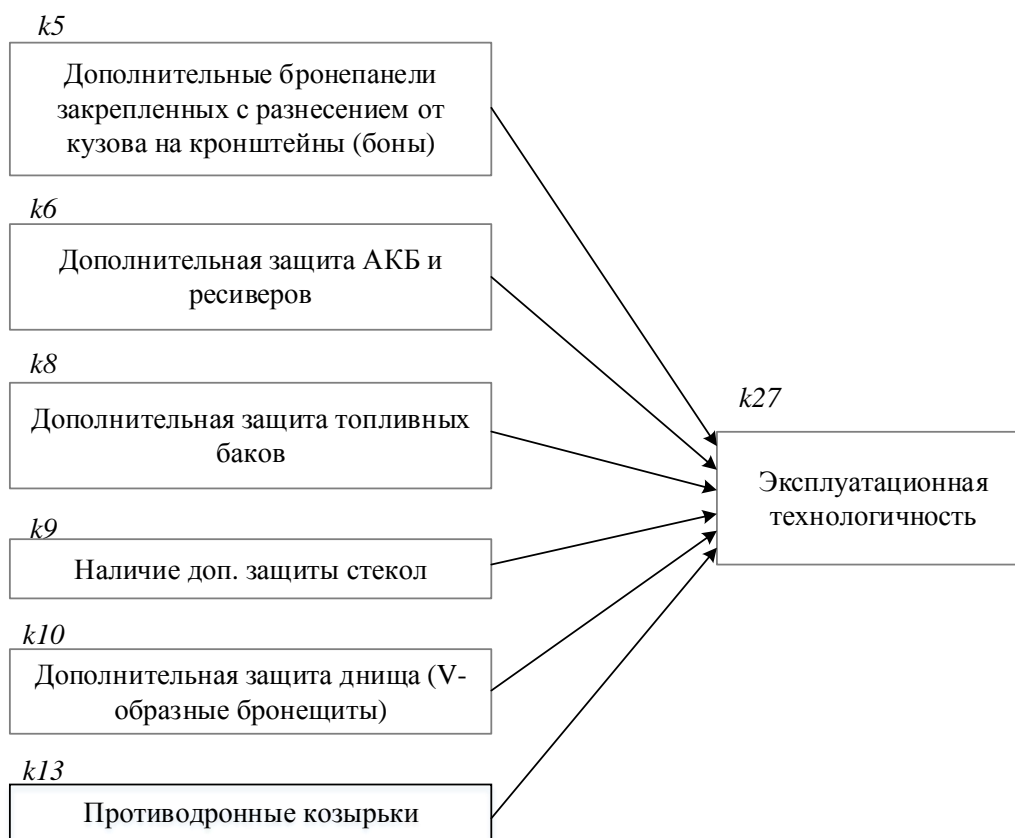 k5
Дополнительные бронепанели
закрепленных с разнесением от
кузова на кронштейны (боны)
k6
Дополнительная защита АКБ и
ресиверов
k8
Дополнительная защита топливных
баков
k27
Эксплуатационная
технологичность
k9
Наличие доп. защиты стекол
k10
Дополнительная защита днища (V-
образные бронещиты)
k13
Противодронные козырьки